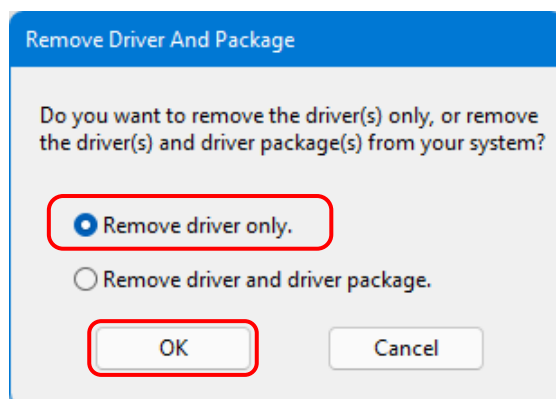 Remove Driver And Package
Do you want to remove the driver(s) only, or remove
the driver(s) and driver package(s) from your system?
Remove driver only.
Remove driver and driver package.
OK
Cancel